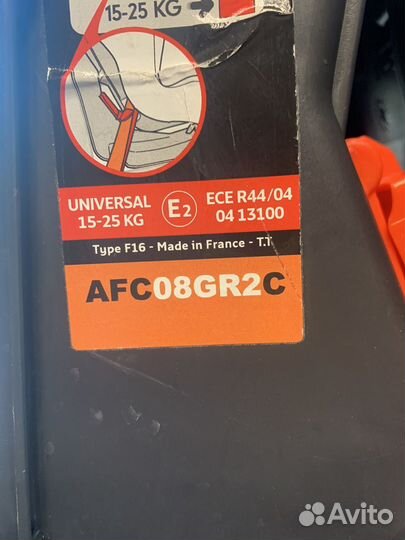 15-25 KG
UNIVERSAL
15-25 KG
E2
ECE R44/04
04 13100
Type F16 - Made in France - T.T
AFC08GR2C
Avito